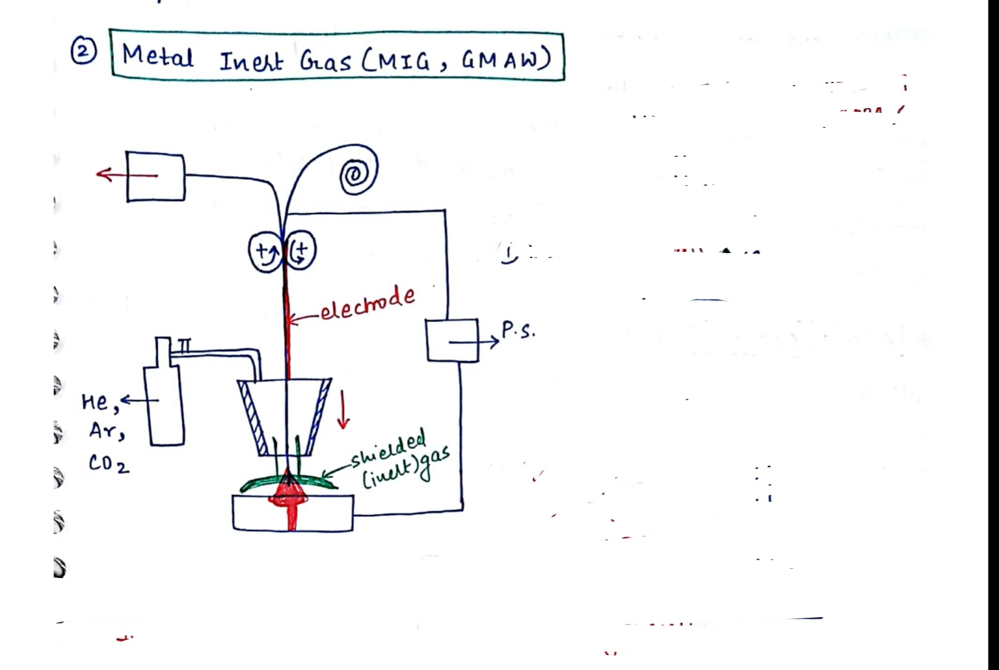 ② Metal Inert Gas (MIG, GMAW)
+ +
electrode
P.S.
He,
Ar,
CO2
shielded
(inert) gas